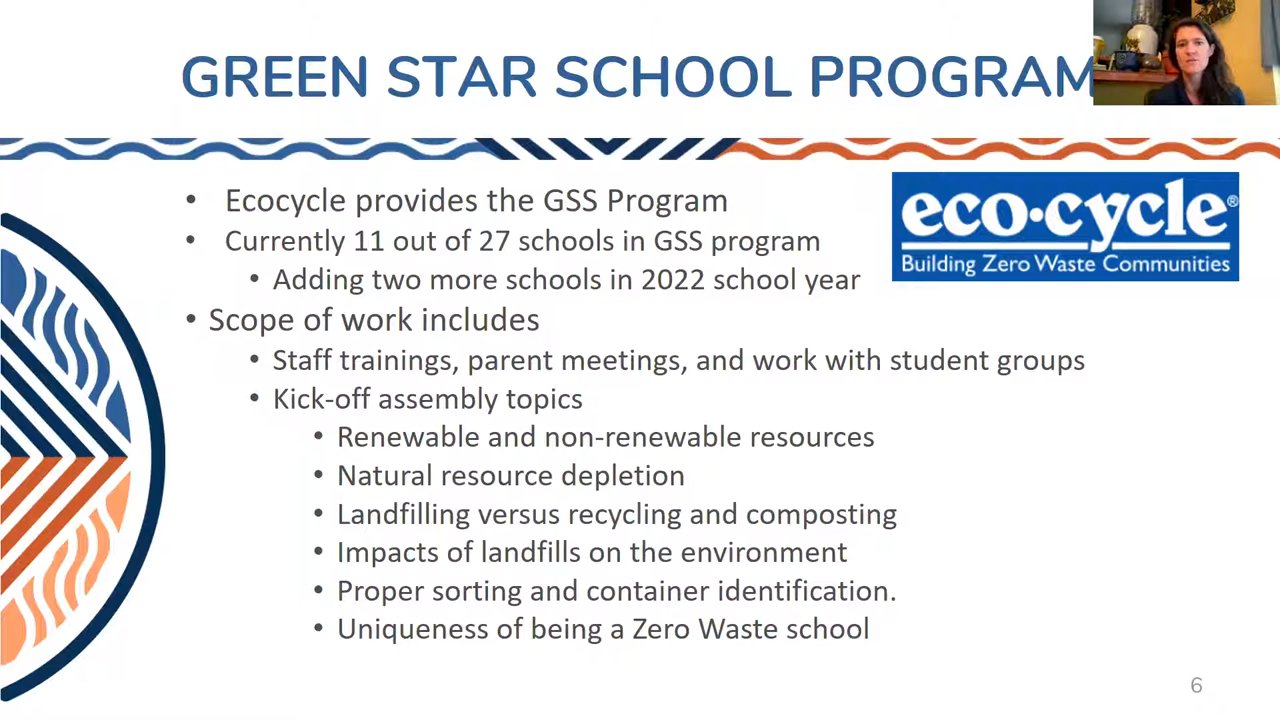 GREEN STAR SCHOOL PROGRAM
• Ecocycle provides the GSS Program
• Currently 11 out of 27 schools in GSS program
• Adding two more schools in 2022 school year
eco·cycle®
Building Zero Waste Communities
• Scope of work includes
• Staff trainings, parent meetings, and work with student groups
• Kick-off assembly topics
• Renewable and non-renewable resources
• Natural resource depletion
• Landfilling versus recycling and composting
• Impacts of landfills on the environment
• Proper sorting and container identification.
• Uniqueness of being a Zero Waste school
6